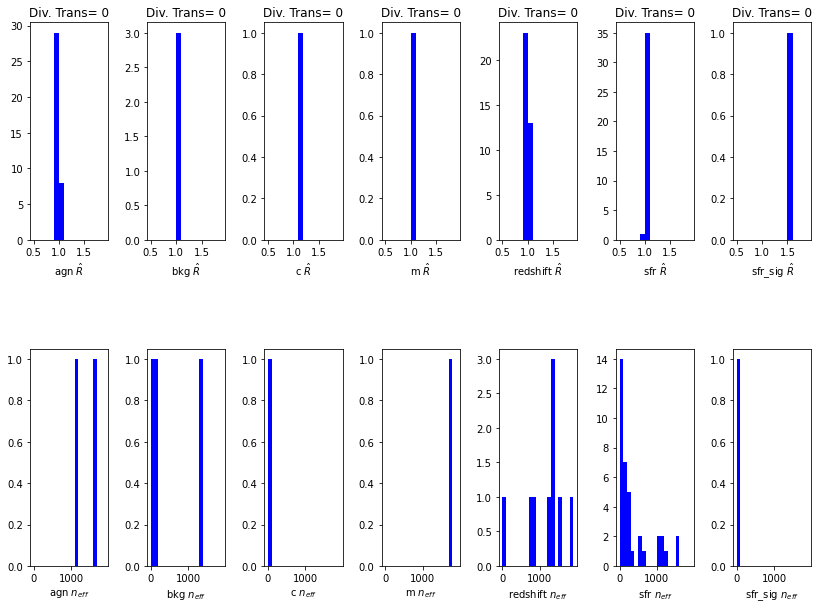 Div. Trans= 0 Div. Trans= 0 Div. Trans= 0 Div. Trans= 0 Div. Trans= 0 Div. Trans= 0 Div. Trans= 0
30 25 20 15 10 5 0
0.5 1.0 1.5
agn R̂
3.0 2.5 2.0 1.5 1.0 0.5 0.0
0.5 1.0 1.5
bkg R̂
1.0 0.8 0.6 0.4 0.2 0.0
0.5 1.0 1.5
c R̂
1.0 0.8 0.6 0.4 0.2 0.0
0.5 1.0 1.5
m R̂
20 15 10 5 0
0.5 1.0 1.5
redshift R̂
35 30 25 20 15 10 5 0
0.5 1.0 1.5
sfr R̂
1.0 0.8 0.6 0.4 0.2 0.0
0.5 1.0 1.5
sfr_sig R̂
1.0 0.8 0.6 0.4 0.2 0.0
0 1000
agn n_eff
1.0 0.8 0.6 0.4 0.2 0.0
0 1000
bkg n_eff
1.0 0.8 0.6 0.4 0.2 0.0
0 1000
c n_eff
1.0 0.8 0.6 0.4 0.2 0.0
0 1000
m n_eff
3.0 2.5 2.0 1.5 1.0 0.5 0.0
0 1000
redshift n_eff
14 12 10 8 6 4 2 0
0 1000
sfr n_eff
1.0 0.8 0.6 0.4 0.2 0.0
0 1000
sfr_sig n_eff